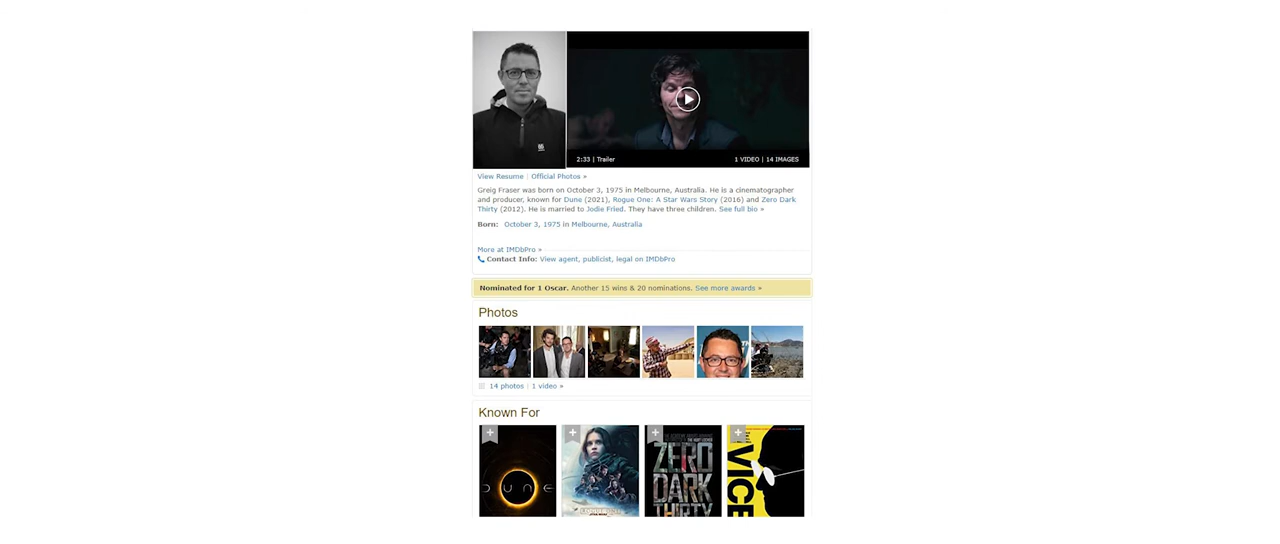 2:33 | Trailer
1 VIDEO | 14 IMAGES
View Resume | Official Photos »
Greig Fraser was born on October 3, 1975 in Melbourne, Australia. He is a cinematographer
and producer, known for Dune (2021), Rogue One: A Star Wars Story (2016) and Zero Dark
Thirty (2012). He is married to Jodie Fried. They have three children. See full bio »
Born: October 3, 1975 in Melbourne, Australia
More at IMDbPro »
Contact Info: View agent, publicist, legal on IMDbPro
Nominated for 1 Oscar. Another 15 wins & 20 nominations. See more awards »
Photos
14 photos | 1 video »
Known For
DUNE
STAR WARS
ZERO
DARK
THIRTY
VICE